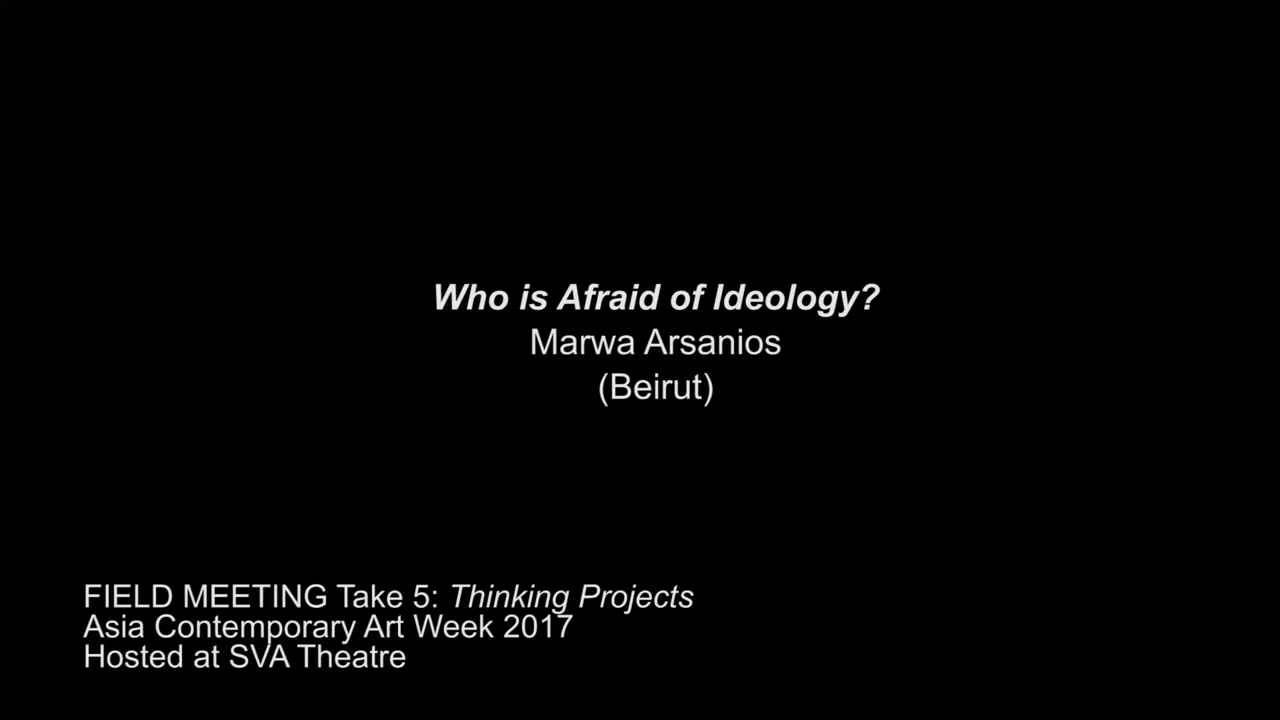 Who is Afraid of Ideology?
Marwa Arsanios
(Beirut)
FIELD MEETING Take 5: Thinking Projects
Asia Contemporary Art Week 2017
Hosted at SVA Theatre